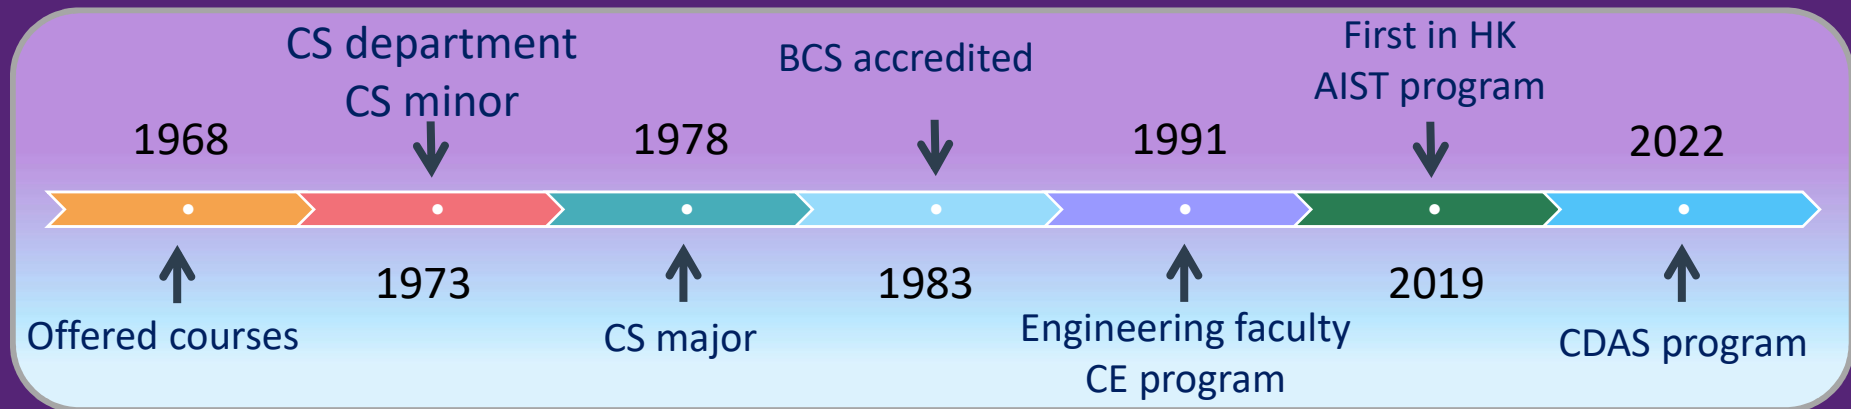 1968
Offered courses
CS department
CS minor
1973
1978
CS major
BCS accredited
1983
1991
Engineering faculty
CE program
First in HK
AIST program
2019
2022
CDAS program